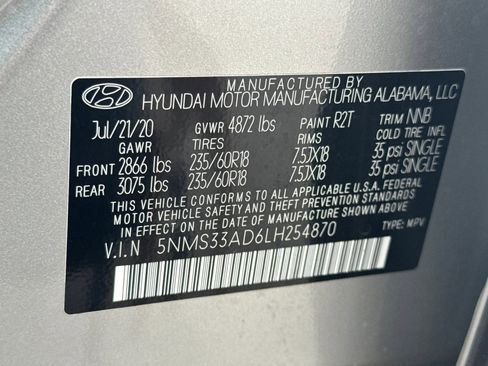 MANUFACTURED BY
HYUNDAI MOTOR MANUFACTURING ALABAMA, LLC
Jul/21/20 GVWR 4872 lbs PAINT R2T TRIM NNB
GAWR TIRES RIMS COLD TIRE INFL
FRONT 2866 lbs 235/60R18 7.5JX18 35 psi SINGLE
REAR 3075 lbs 235/60R18 7.5JX18 35 psi SINGLE
THIS VEHICLE CONFORMS TO ALL APPLICABLE U.S.A. FEDERAL
MOTOR VEHICLE SAFETY AND THEFT PREVENTION STANDARDS
IN EFFECT ON THE DATE OF MANUFACTURE SHOWN ABOVE.
V.I.N 5NMS33AD6LH254870 TYPE: MPV